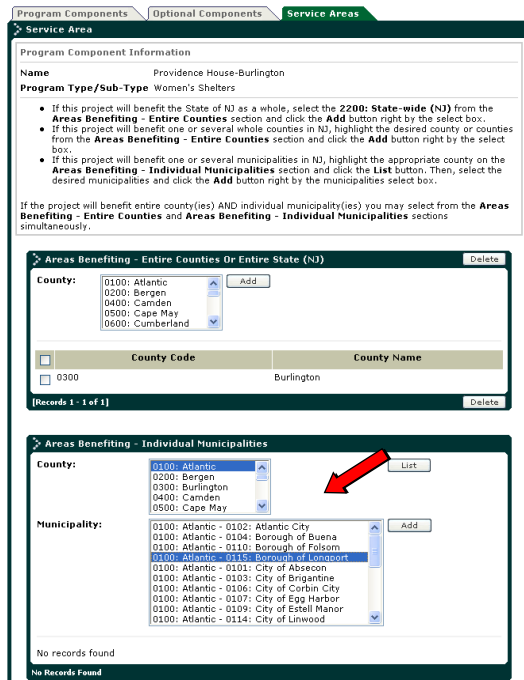 Program Components
Optional Components
Service Areas
Service Area
Program Component Information
Name Providence House-Burlington
Program Type/Sub-Type Women's Shelters
If this project will benefit the State of NJ as a whole, select the 2200: State-wide (NJ) from the
Areas Benefiting - Entire Counties section and click the Add button right by the select box.
If this project will benefit one or several whole counties in NJ, highlight the desired county or counties
from the Areas Benefiting - Entire Counties section and click the Add button right by the select
box.
If this project will benefit one or several municipalities in NJ, highlight the appropriate county on the
Areas Benefiting - Individual Municipalities section and click the List button. Then, select the
desired municipalities and click the Add button right by the municipalities select box.
If the project will benefit entire county(ies) AND individual municipality(ies) you may select from the Areas
Benefiting - Entire Counties and Areas Benefiting - Individual Municipalities sections
simultaneously.
Areas Benefiting - Entire Counties Or Entire State (NJ) Delete
County:
0100: Atlantic
0200: Bergen
0400: Camden
0500: Cape May
0600: Cumberland
Add
County Code County Name
0300 Burlington
[Records 1 - 1 of 1] Delete
Areas Benefiting - Individual Municipalities
County:
0100: Atlantic
0200: Bergen
0300: Burlington
0400: Camden
0500: Cape May
List
Municipality:
0100: Atlantic - 0102: Atlantic City
0100: Atlantic - 0104: Borough of Buena
0100: Atlantic - 0110: Borough of Folsom
0100: Atlantic - 0115: Borough of Longport
0100: Atlantic - 0101: City of Absecon
0100: Atlantic - 0103: City of Brigantine
0100: Atlantic - 0106: City of Corbin City
0100: Atlantic - 0107: City of Egg Harbor
0100: Atlantic - 0109: City of Estell Manor
0100: Atlantic - 0114: City of Linwood
Add
No records found
No Records Found